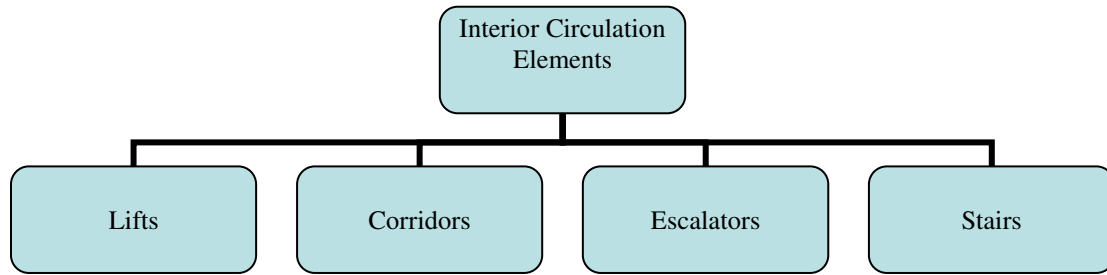 Interior Circulation
Elements
Lifts
Corridors
Escalators
Stairs